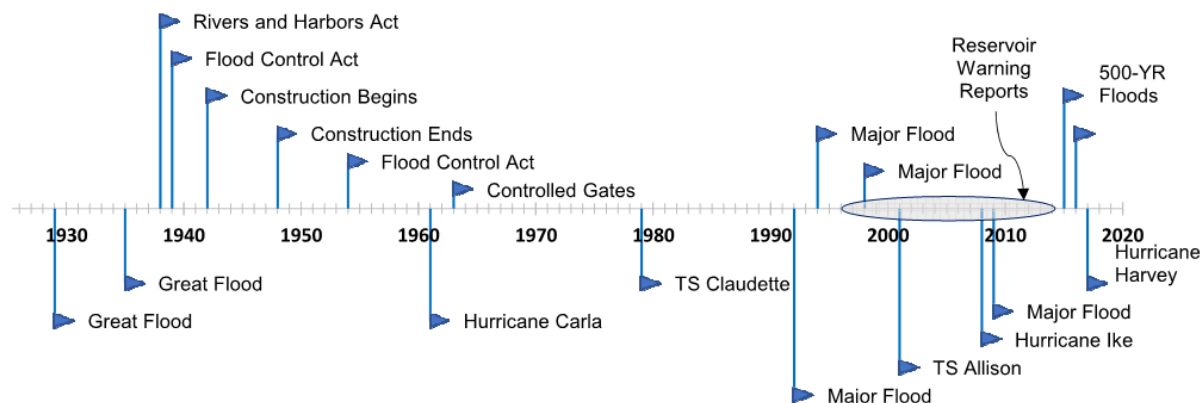 Rivers and Harbors Act
Flood Control Act
Construction Begins
Construction Ends
Flood Control Act
Controlled Gates
Major Flood
Major Flood
Reservoir
Warning
Reports
500-YR
Floods
1930 1940 1950 1960 1970 1980 1990 2000 2010 2020
Great Flood
Great Flood
Hurricane Carla
TS Claudette
Major Flood
TS Allison
Hurricane Ike
Major Flood
Hurricane
Harvey